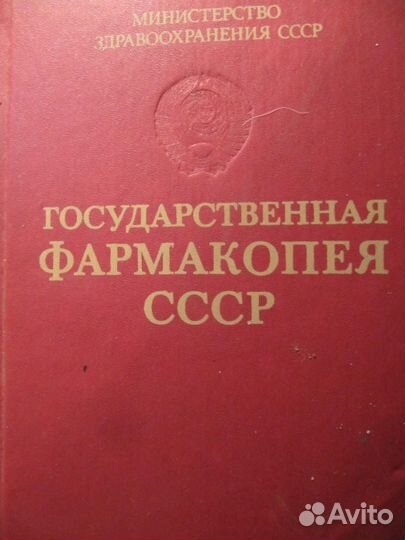 МИНИСТЕРСТВО
ЗДРАВООХРАНЕНИЯ СССР
ГОСУДАРСТВЕННАЯ
ФАРМАКОПЕЯ
СССР
Avito